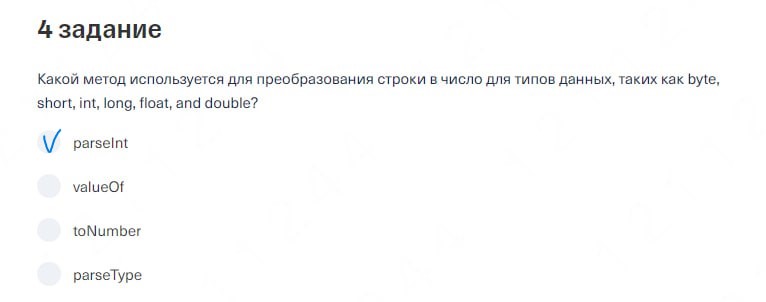 4 задание
Какой метод используется для преобразования строки в число для типов данных, таких как byte,
short, int, long, float, and double?
parseInt
valueOf
toNumber
parseType